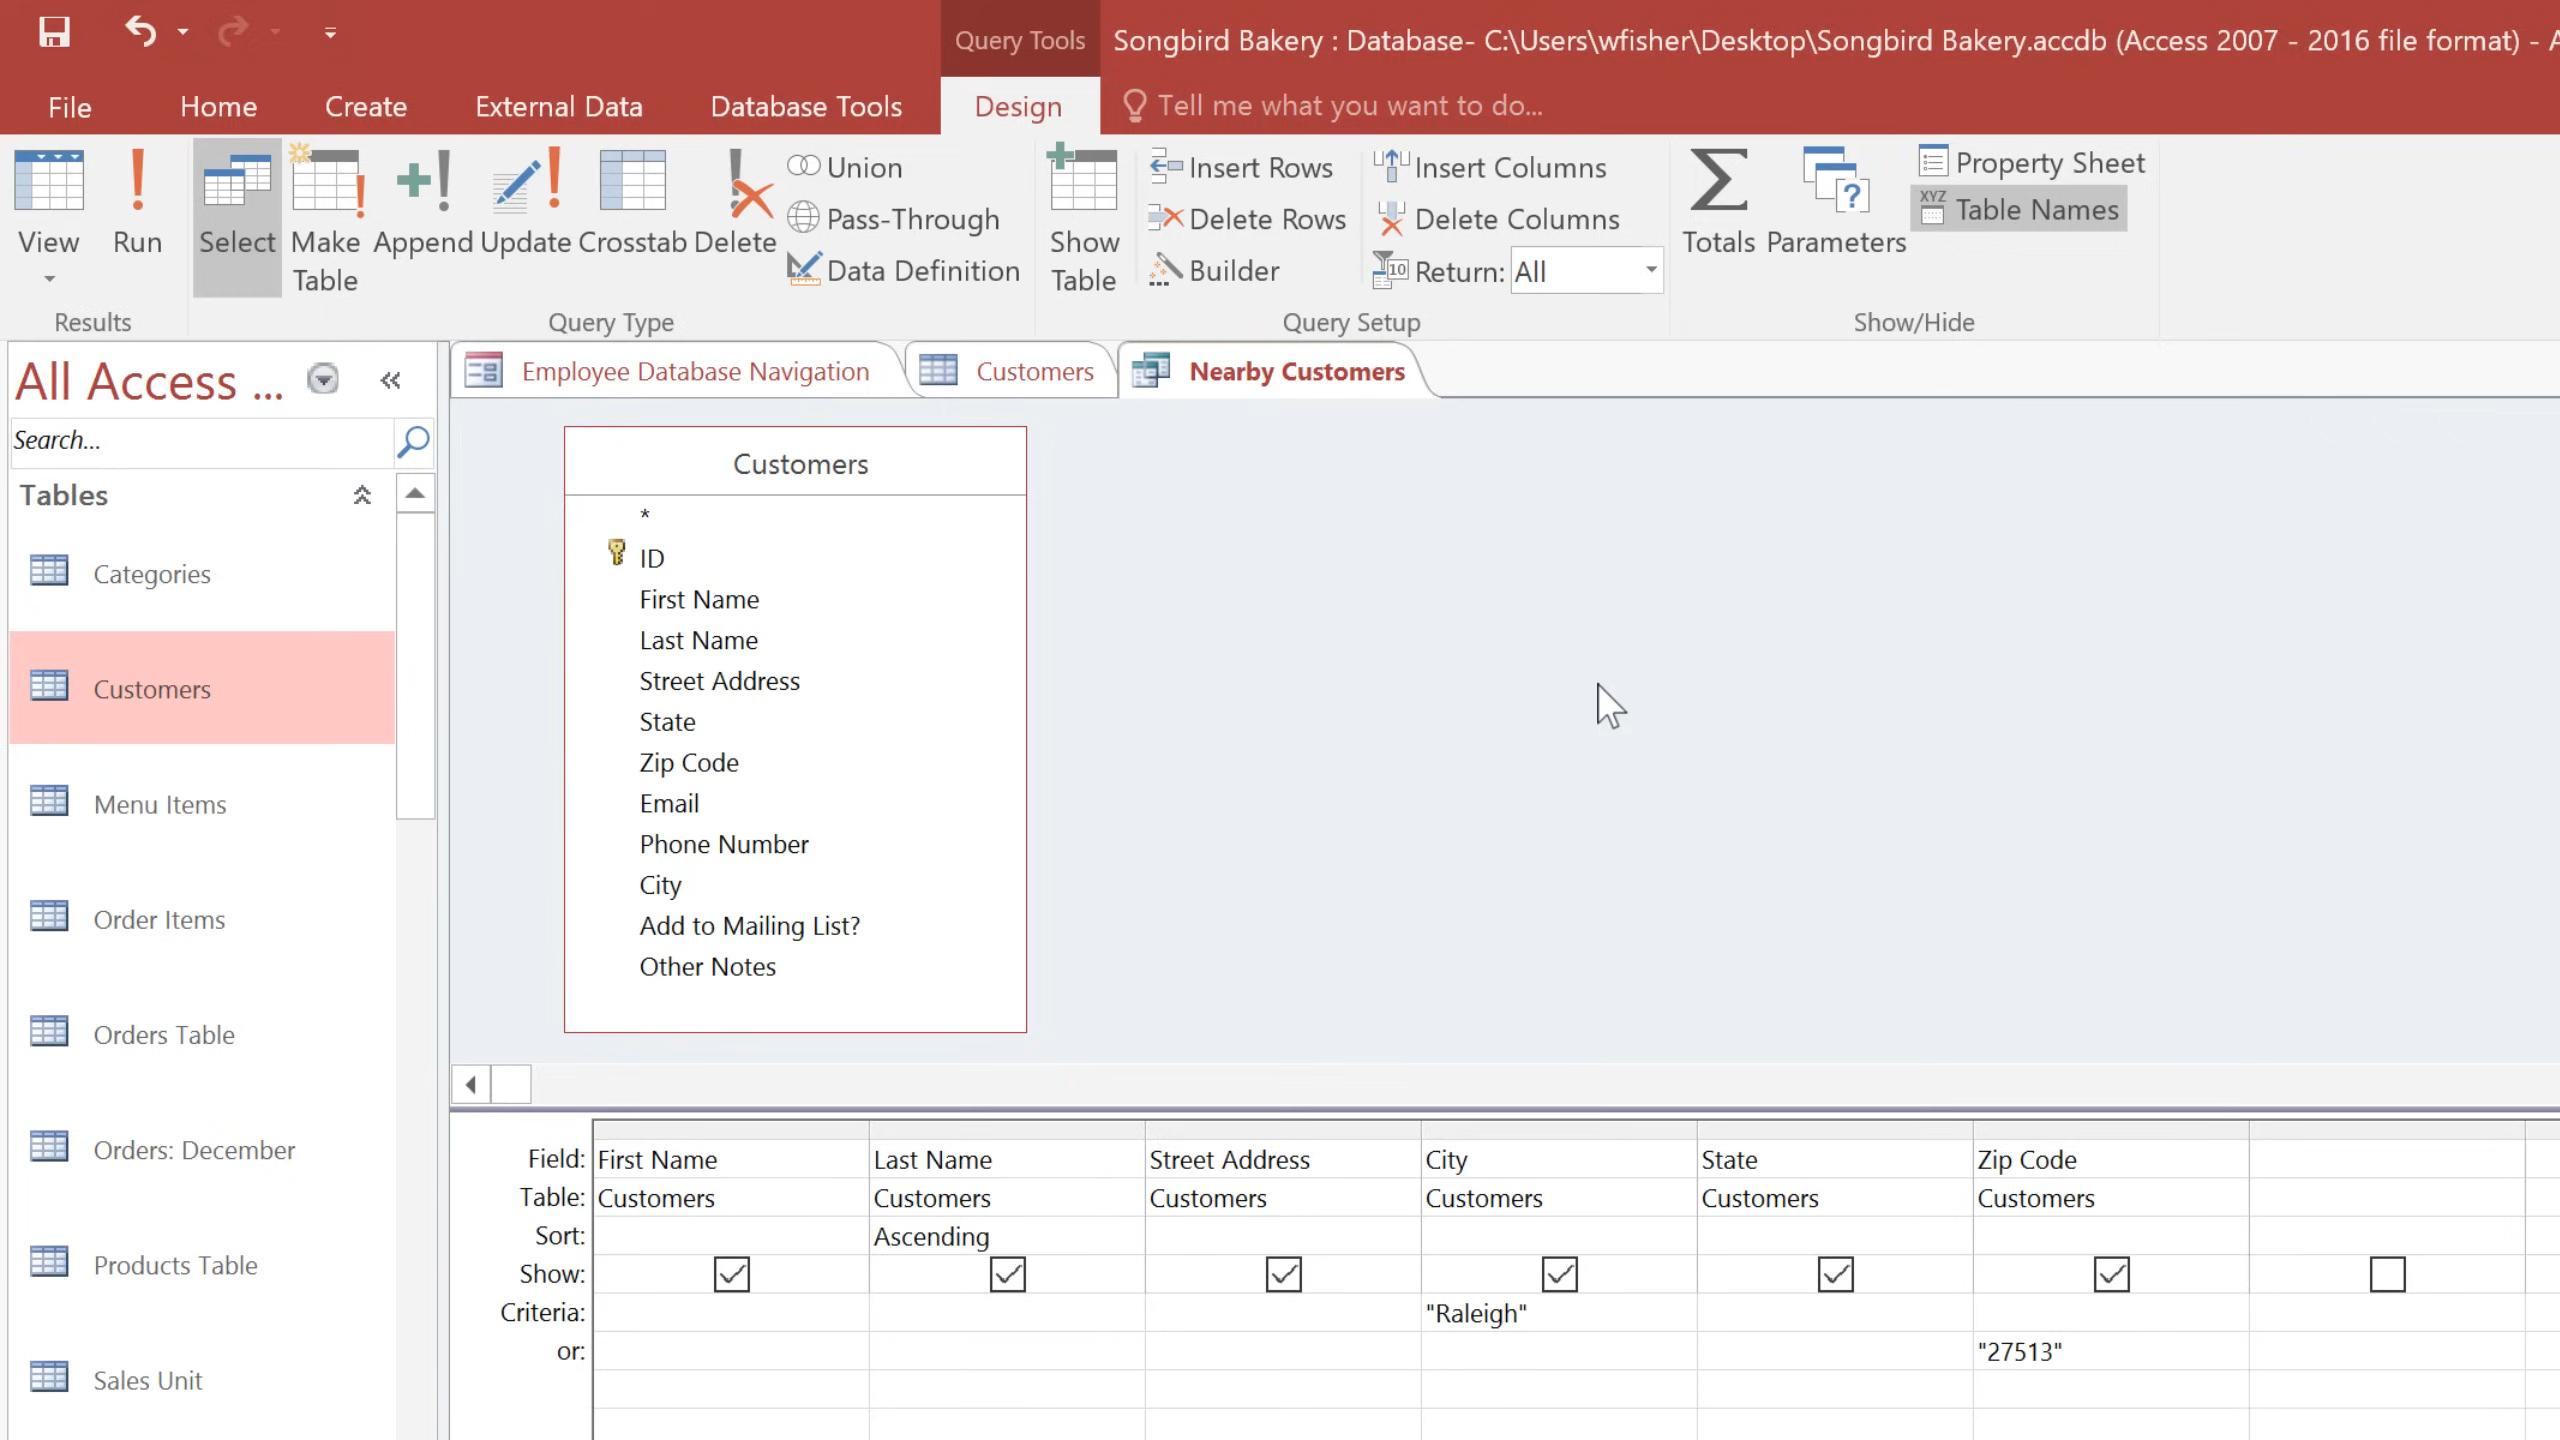 Query Tools
Songbird Bakery : Database- C:\Users\wfisher\Desktop\Songbird Bakery.accdb (Access 2007 - 2016 file format) - A
File Home Create External Data Database Tools Design Tell me what you want to do...
View
Run
Select
Make Table
Append
Update
Crosstab
Delete
Union
Pass-Through
Data Definition
Show Table
Insert Rows
Delete Rows
Builder
Insert Columns
Delete Columns
10 Return: All
Totals
Parameters
Property Sheet
XYZ Table Names
Results
Query Type
Query Setup
Show/Hide
All Access ...
Search...
Tables
Categories
Customers
Menu Items
Order Items
Orders Table
Orders: December
Products Table
Sales Unit
Employee Database Navigation
Customers
Nearby Customers
Customers
*
ID
First Name
Last Name
Street Address
State
Zip Code
Email
Phone Number
City
Add to Mailing List?
Other Notes
Field: First Name Last Name Street Address City State Zip Code
Table: Customers Customers Customers Customers Customers Customers
Sort: Ascending
Show:
Criteria: "Raleigh"
or: "27513"